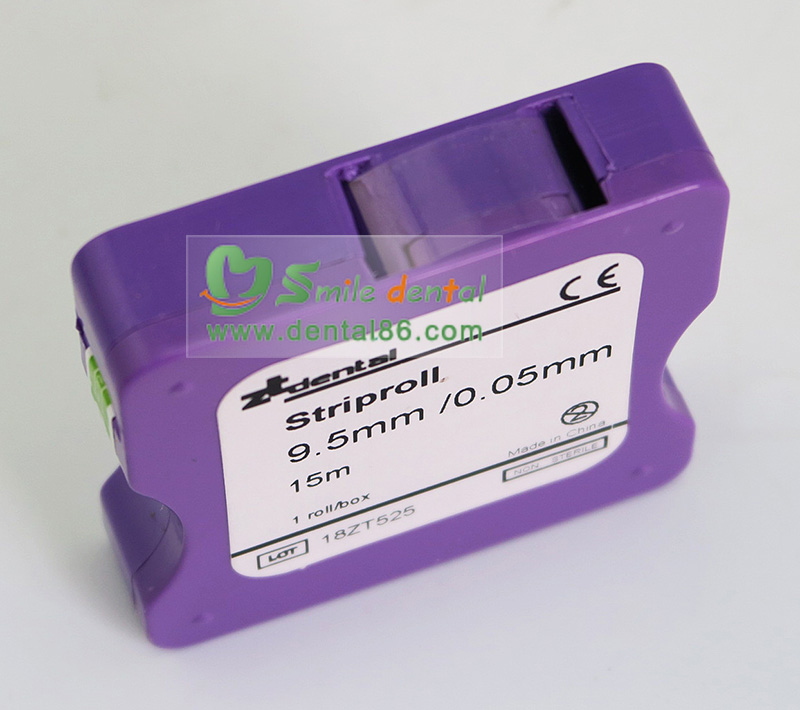 Smile dental
www.dental86.com
CE
ztdental
Striproll
9.5mm /0.05mm
15m
2
Made in China
1 roll/box
NON STERILE
LOT 18ZT525